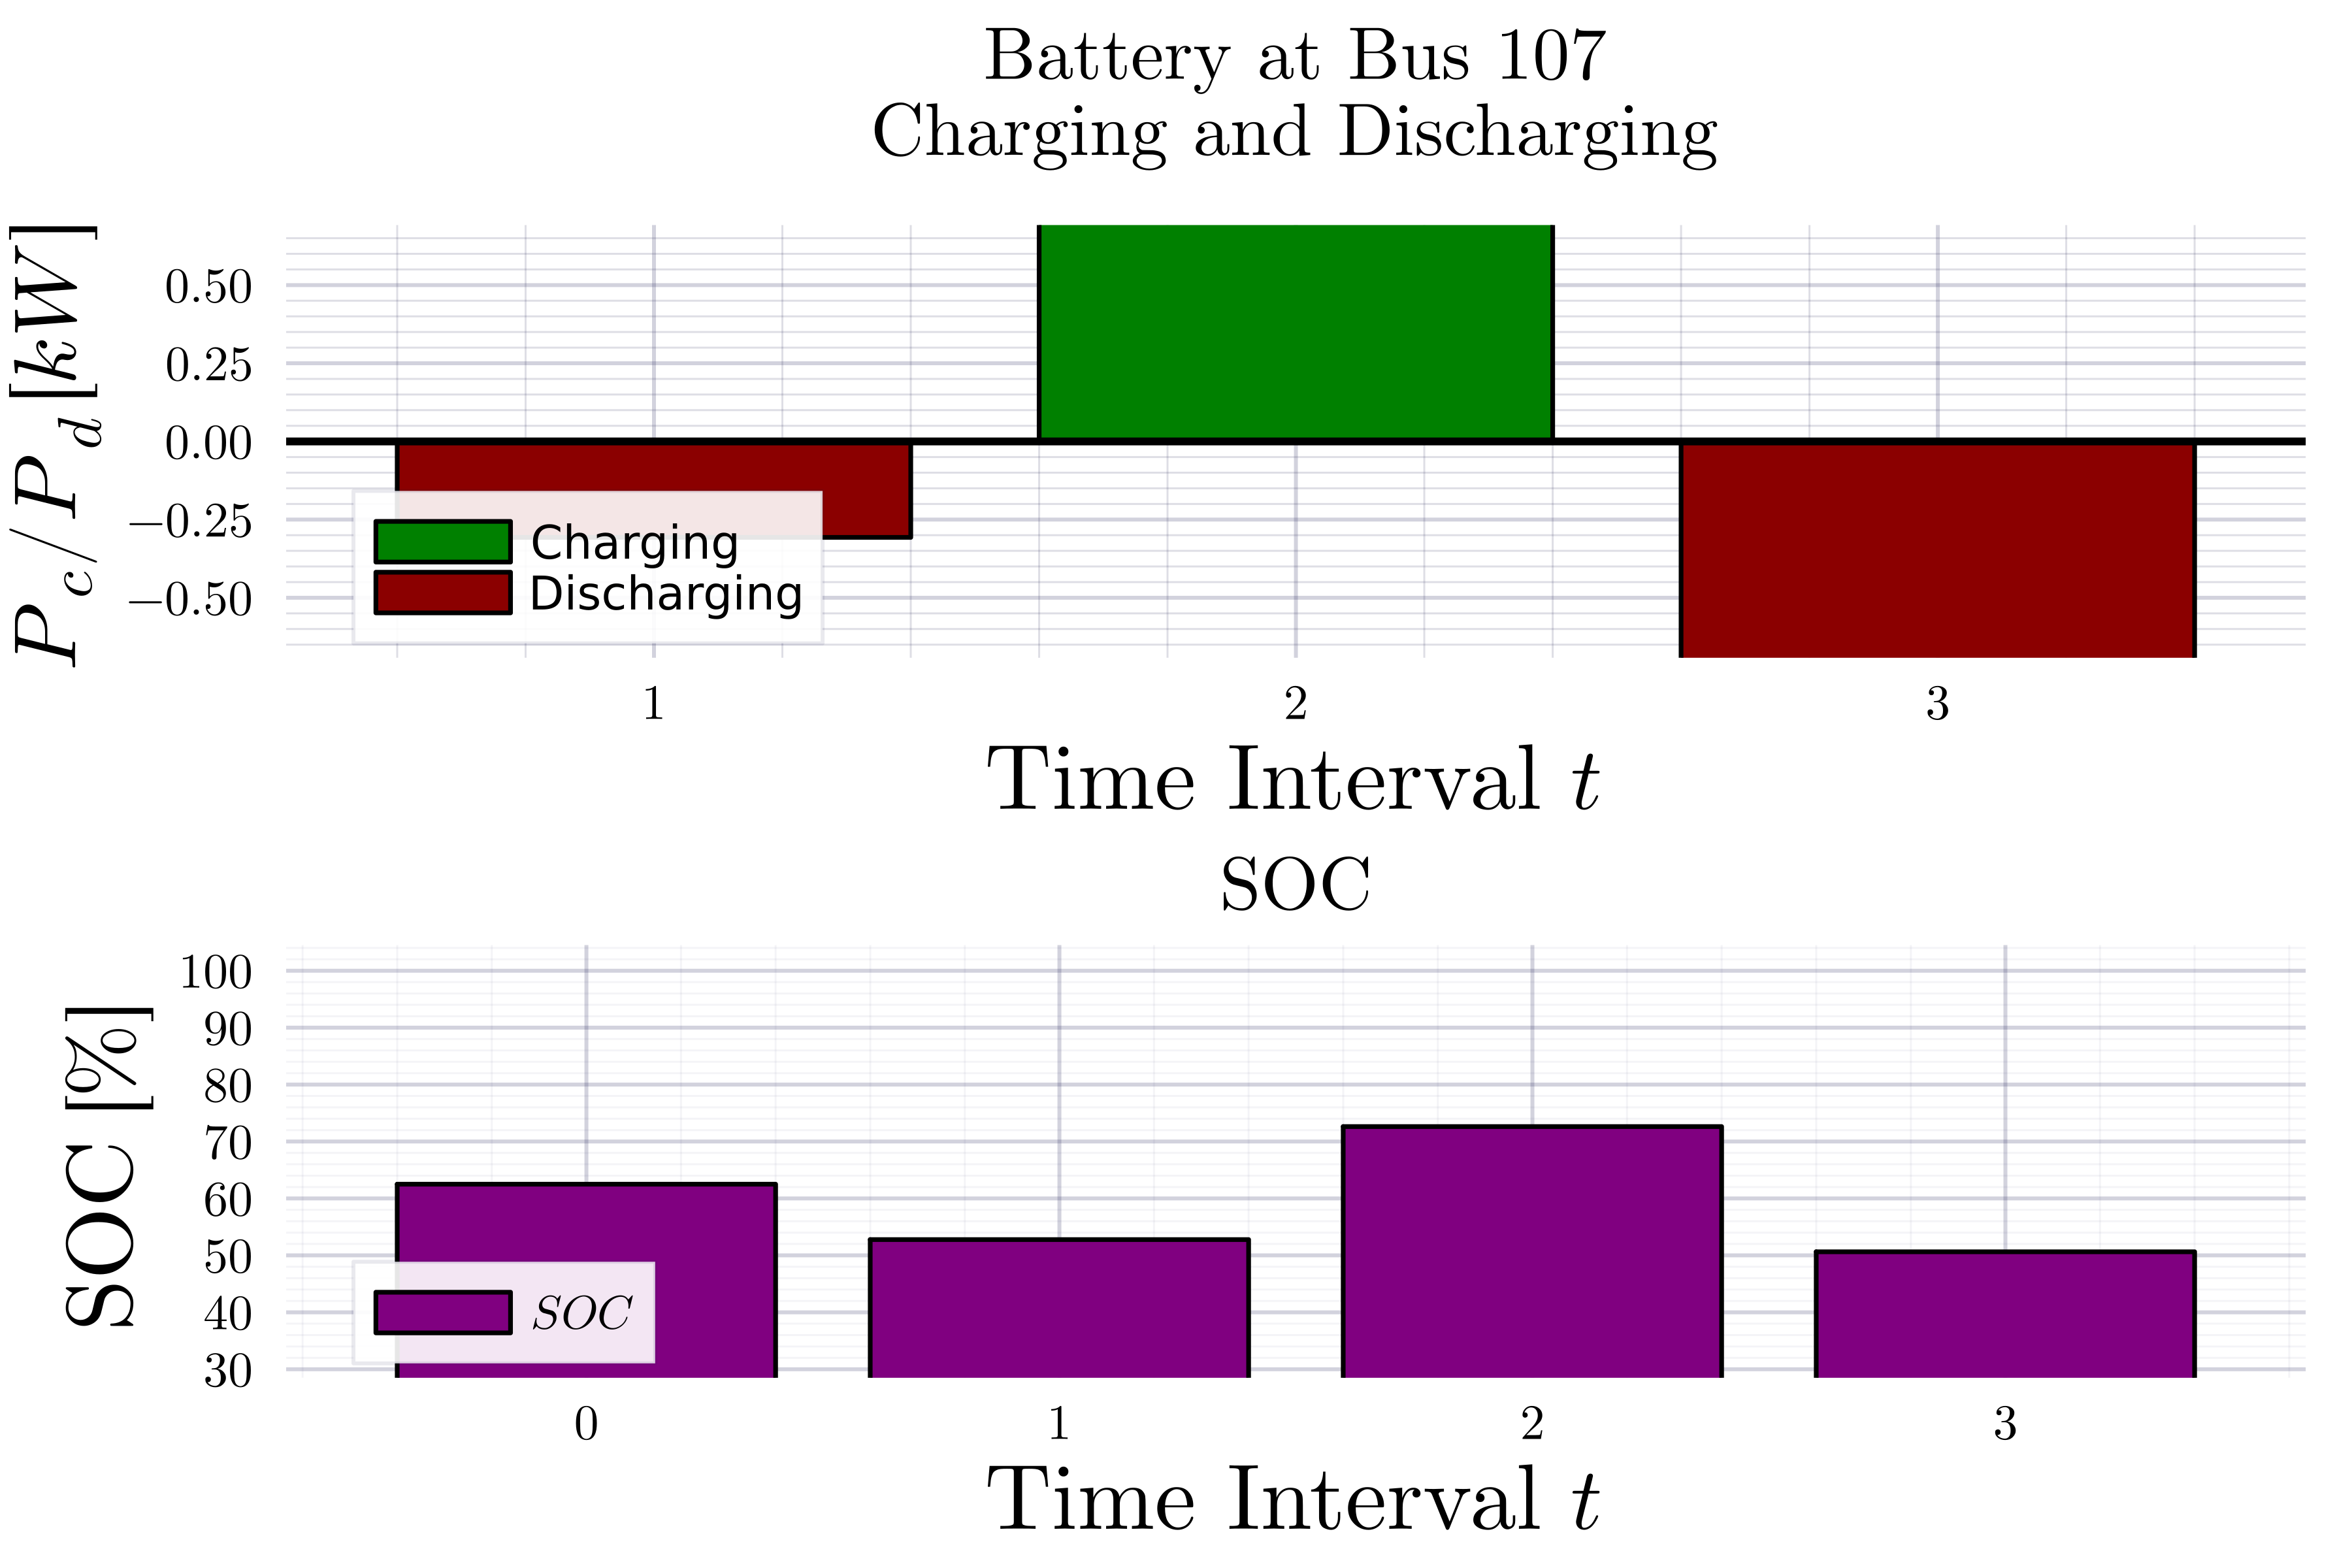 Battery at Bus 107
Charging and Discharging
P_c/P_d [kW]
0.50
0.25
0.00
−0.25
−0.50
Charging
Discharging
1 2 3
Time Interval t
SOC
SOC [%]
100
90
80
70
60
50
40
30
SOC
0 1 2 3
Time Interval t